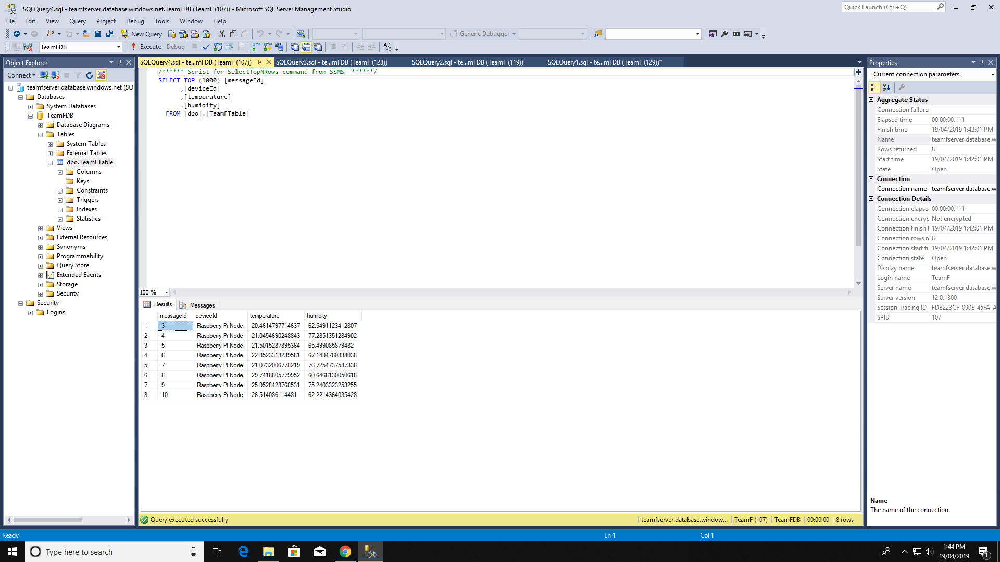 SQLQuery4.sql - teamfserver.database.windows.net.TeamFDB (TeamF (107)) - Microsoft SQL Server Management Studio
Quick Launch (Ctrl+Q)
File Edit View Query Project Debug Tools Window Help
New Query
Generic Debugger
TeamFDB
Execute Debug
Object Explorer
Connect
teamfserver.database.windows.net (SQ
Databases
System Databases
TeamFDB
Database Diagrams
Tables
System Tables
External Tables
dbo.TeamFTable
Columns
Keys
Constraints
Triggers
Indexes
Statistics
Views
External Resources
Synonyms
Programmability
Query Store
Extended Events
Storage
Security
Security
Logins
SQLQuery4.sql - te...mFDB (TeamF (107)) SQLQuery3.sql - te...mFDB (TeamF (128)) SQLQuery2.sql - te...mFDB (TeamF (119)) SQLQuery1.sql - te...mFDB (TeamF (129))*
/****** Script for SelectTopNRows command from SSMS ******/
SELECT TOP (1000) [messageId]
,[deviceId]
,[temperature]
,[humidity]
FROM [dbo].[TeamFTable]
100 %
Results Messages
messageId deviceId temperature humidity
1 3 Raspberry Pi Node 20.4614797714637 62.5491123412807
2 4 Raspberry Pi Node 21.0454690248843 77.2851351284902
3 5 Raspberry Pi Node 21.5015287895364 65.499085879482
4 6 Raspberry Pi Node 22.8523318239581 67.1494760838038
5 7 Raspberry Pi Node 21.0732006778219 76.7254737587336
6 8 Raspberry Pi Node 29.7418805779952 60.6466130050618
7 9 Raspberry Pi Node 25.9528428768531 75.2403323253255
8 10 Raspberry Pi Node 26.514086114481 62.2214364035428
Query executed successfully.
teamfserver.database.window... TeamF (107) TeamFDB 00:00:00 8 rows
Properties
Current connection parameters
Aggregate Status
Connection failures
Elapsed time 00:00:00.111
Finish time 19/04/2019 1:42:01 PM
Name teamfserver.database.w
Rows returned 8
Start time 19/04/2019 1:42:01 PM
State Open
Connection
Connection name teamfserver.database.w
Connection Details
Connection elapse 00:00:00.111
Connection encryp Not encrypted
Connection finish t 19/04/2019 1:42:01 PM
Connection rows re 8
Connection start ti 19/04/2019 1:42:01 PM
Connection state Open
Display name teamfserver.database.w
Login name TeamF
Server name teamfserver.database.w
Server version 12.0.1300
Session Tracing ID FDB223CF-090E-45FA-A
SPID 107
Name
The name of the connection.
Ready
Ln 1
Col 1
Type here to search
1:44 PM
19/04/2019
1